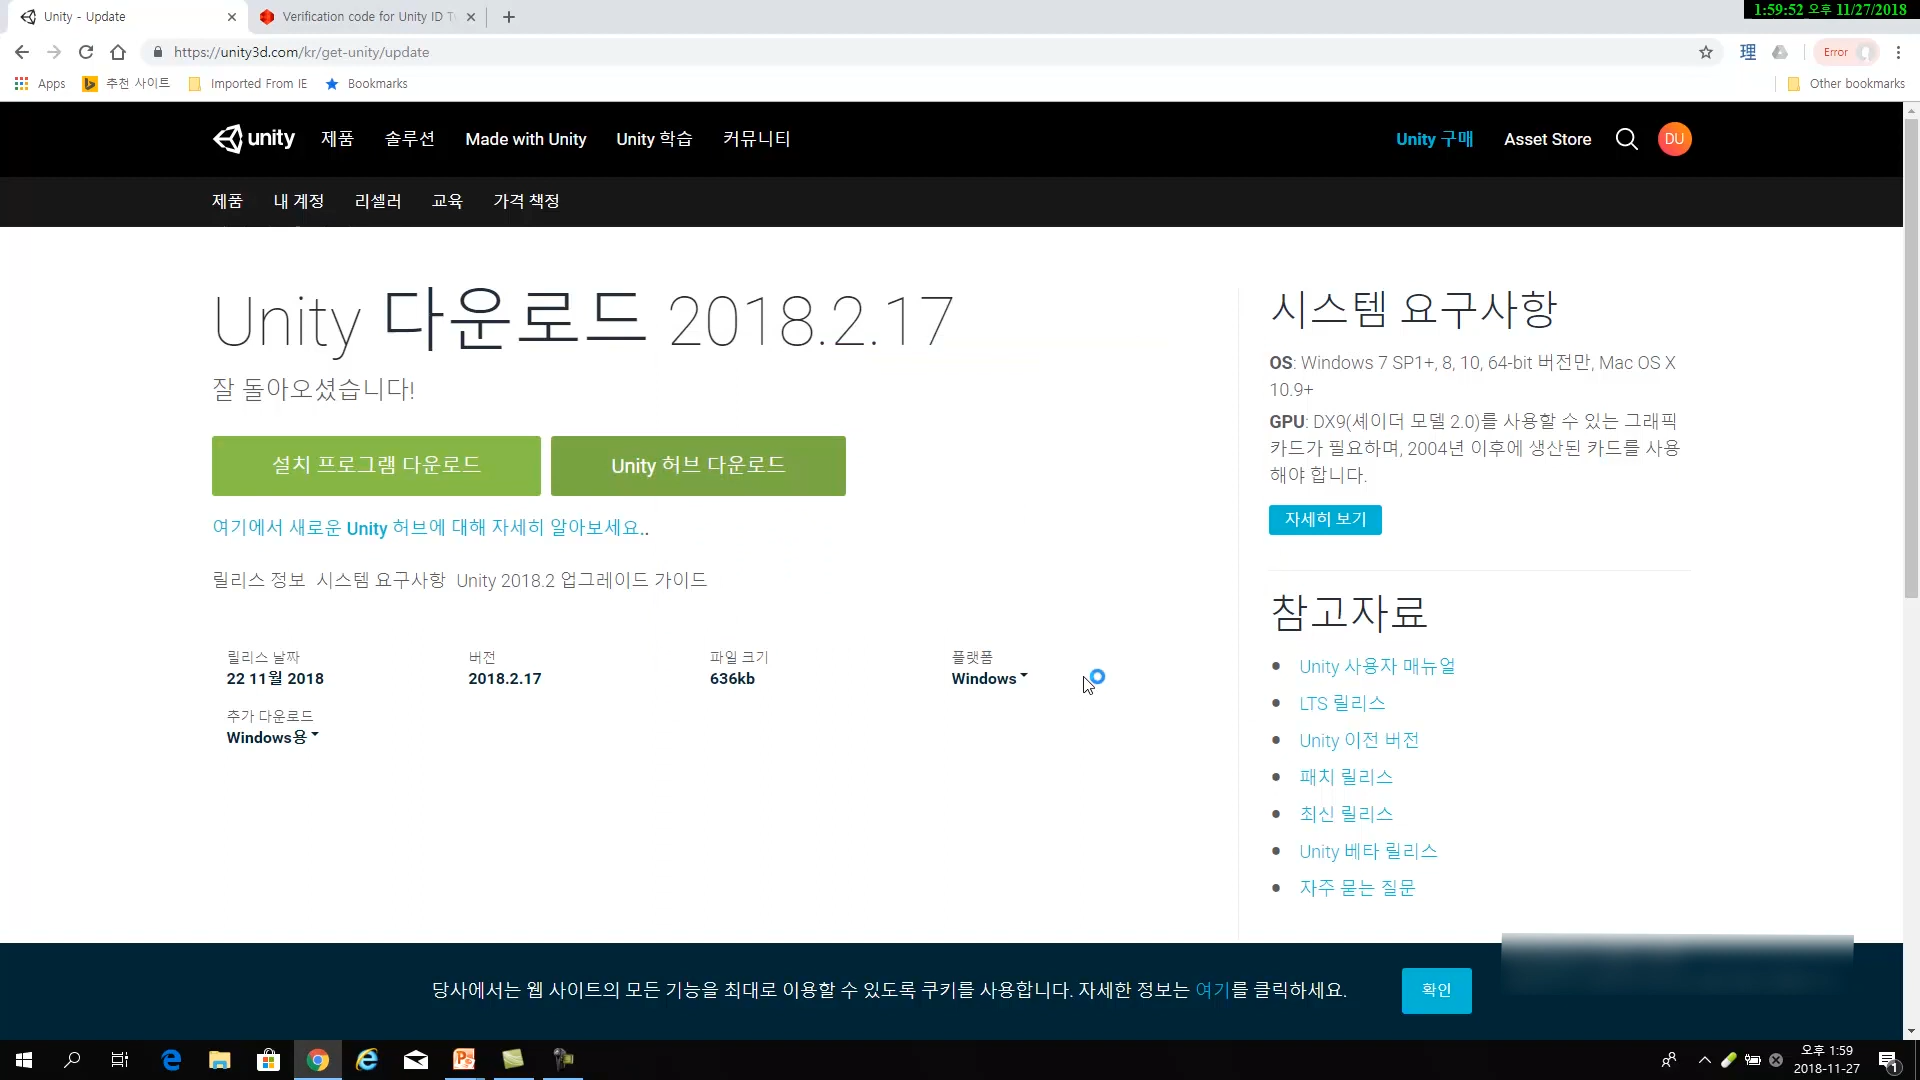 Unity - Update
Verification code for Unity ID
1:59:52 오후 11/27/2018
https://unity3d.com/kr/get-unity/update
理
Error
Apps
추천 사이트
Imported From IE
Bookmarks
Other bookmarks
unity
제품
솔루션
Made with Unity
Unity 학습
커뮤니티
Unity 구매
Asset Store
DU
제품
내 계정
리셀러
교육
가격 책정
Unity 다운로드 2018.2.17
잘 돌아오셨습니다!
설치 프로그램 다운로드
Unity 허브 다운로드
여기에서 새로운 Unity 허브에 대해 자세히 알아보세요..
릴리스 정보 시스템 요구사항 Unity 2018.2 업그레이드 가이드
릴리스 날짜
22 11월 2018
버전
2018.2.17
파일 크기
636kb
플랫폼
Windows
추가 다운로드
Windows용
시스템 요구사항
OS: Windows 7 SP1+, 8, 10, 64-bit 버전만, Mac OS X
10.9+
GPU: DX9(셰이더 모델 2.0)를 사용할 수 있는 그래픽
카드가 필요하며, 2004년 이후에 생산된 카드를 사용
해야 합니다.
자세히 보기
참고자료
Unity 사용자 매뉴얼
LTS 릴리스
Unity 이전 버전
패치 릴리스
최신 릴리스
Unity 베타 릴리스
자주 묻는 질문
당사에서는 웹 사이트의 모든 기능을 최대로 이용할 수 있도록 쿠키를 사용합니다. 자세한 정보는 여기를 클릭하세요.
확인
오후 1:59
2018-11-27
1